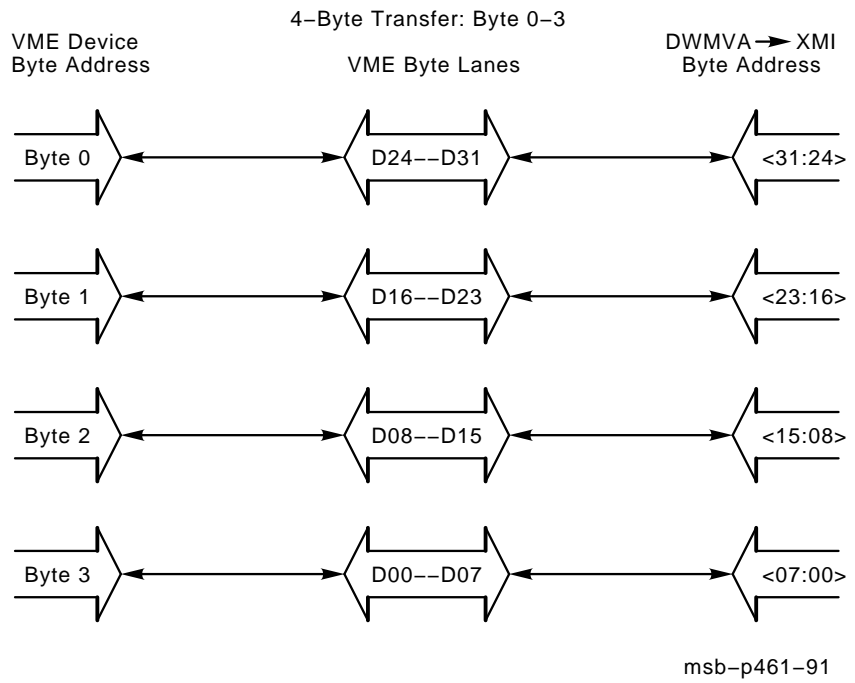 4−Byte Transfer: Byte 0−3
VME Device
Byte Address
VME Byte Lanes
DWMVA → XMI
Byte Address
Byte 0
D24−−D31
<31:24>
Byte 1
D16−−D23
<23:16>
Byte 2
D08−−D15
<15:08>
Byte 3
D00−−D07
<07:00>
msb−p461−91